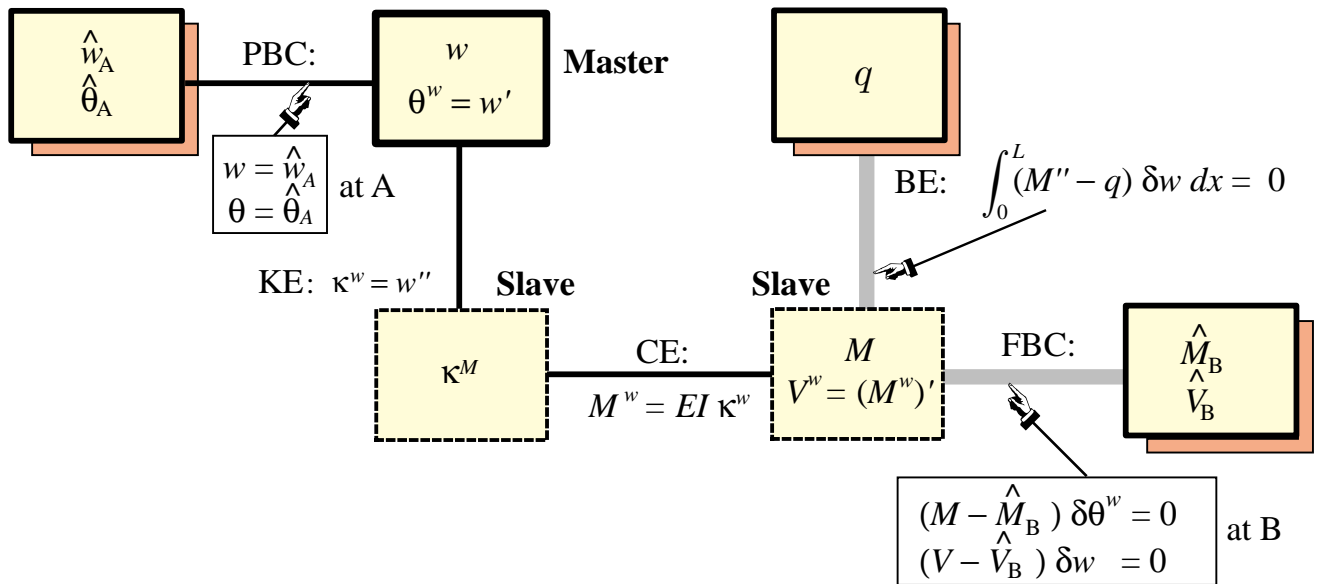 ŵ_A
θ̂_A
PBC:
w
θ^w = w'
Master
q
w = ŵ_A
θ = θ̂_A
at A
BE: ∫_0^L (M'' – q) δw dx = 0
KE: κ^w = w''
Slave
Slave
κ^M
CE:
M^w = EI κ^w
M
V^w = (M^w)'
FBC:
M̂_B
V̂_B
(M – M̂_B) δθ^w = 0
(V – V̂_B) δw = 0
at B